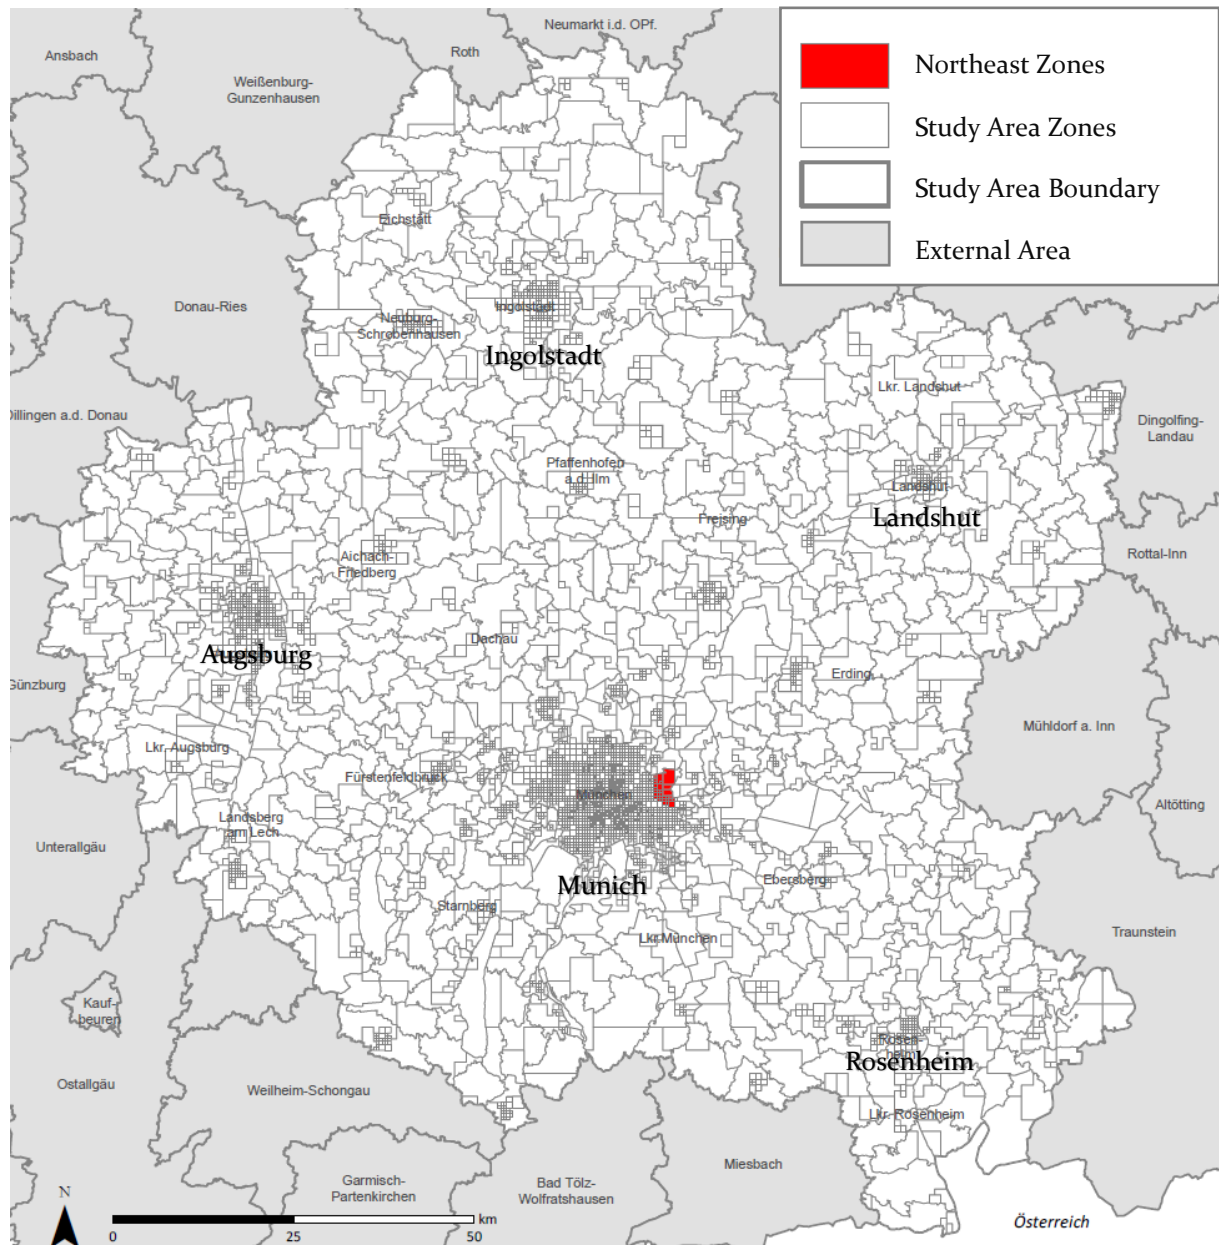 Neumarkt i.d. OPf.
Ansbach
Roth
Weißenburg-
Gunzenhausen
Northeast Zones
Study Area Zones
Study Area Boundary
External Area
Eichstätt
Donau-Ries
Ingolstadt
Neuburg-
Schrobenhausen
Ingolstadt
Lkr. Landshut
Dillingen a.d. Donau
Dingolfing-
Landau
Pfaffenhofen
a.d. Ilm
Landshut
Landshut
Freising
Rottal-Inn
Aichach-
Friedberg
Dachau
Augsburg
Erding
Günzburg
Mühldorf a. Inn
Lkr. Augsburg
Fürstenfeldbruck
München
Altötting
Landsberg
am Lech
Unterallgäu
Munich
Ebersberg
Starnberg
Lkr.München
Traunstein
Kauf-
beuren
Rosen-
heim
Rosenheim
Ostallgäu
Weilheim-Schongau
Lkr. Rosenheim
Miesbach
Garmisch-
Partenkirchen
Bad Tölz-
Wolfratshausen
N
km
0
25
50
Österreich